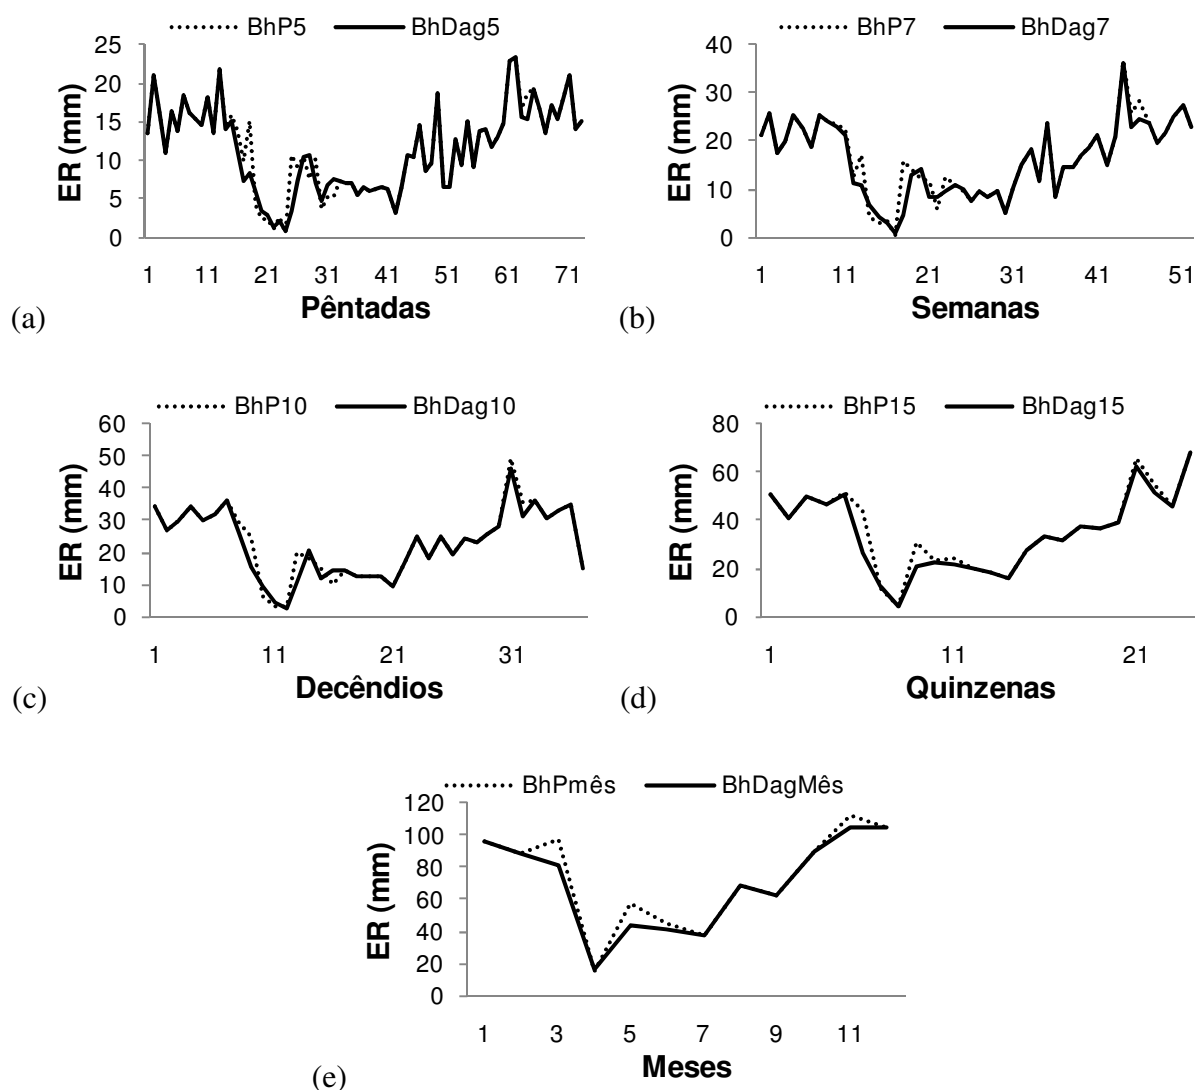 BhP5 BhDag5
25
20
15
10
5
0
ER (mm)
1 11 21 31 41 51 61 71
Pêntadas
(a)
BhP7 BhDag7
40
30
20
10
0
ER (mm)
1 11 21 31 41 51
Semanas
(b)
BhP10 BhDag10
60
50
40
30
20
10
0
ER (mm)
1 11 21 31
Decêndios
(c)
BhP15 BhDag15
80
60
40
20
0
ER (mm)
1 11 21
Quinzenas
(d)
BhPmês BhDagMês
120
100
80
60
40
20
0
ER (mm)
1 3 5 7 9 11
Meses
(e)